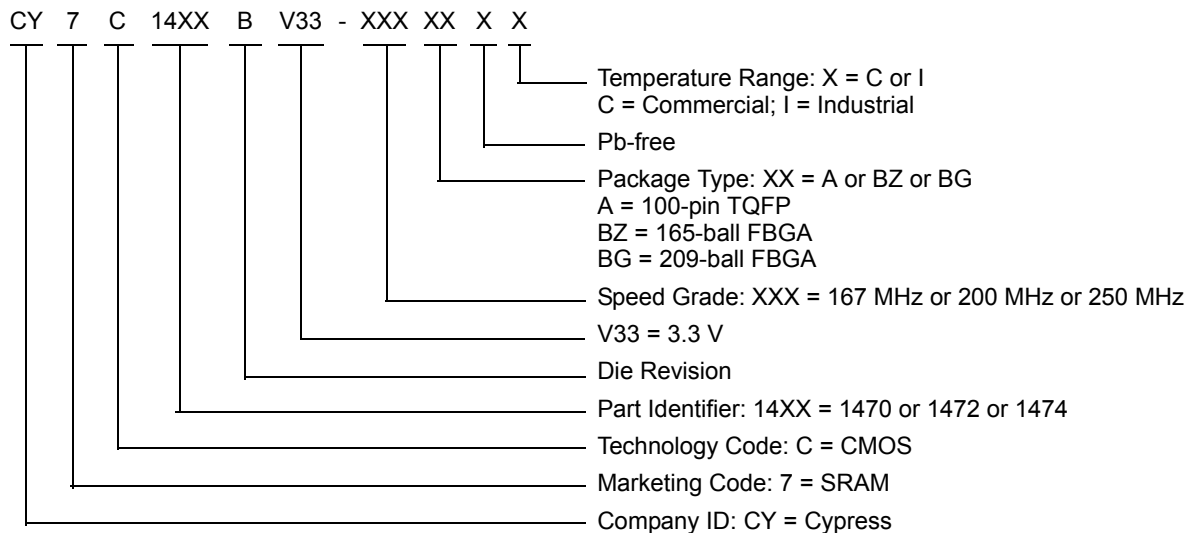 CY 7 C 14XX B V33 - XXX XX X X
Temperature Range: X = C or I
C = Commercial; I = Industrial
Pb-free
Package Type: XX = A or BZ or BG
A = 100-pin TQFP
BZ = 165-ball FBGA
BG = 209-ball FBGA
Speed Grade: XXX = 167 MHz or 200 MHz or 250 MHz
V33 = 3.3 V
Die Revision
Part Identifier: 14XX = 1470 or 1472 or 1474
Technology Code: C = CMOS
Marketing Code: 7 = SRAM
Company ID: CY = Cypress